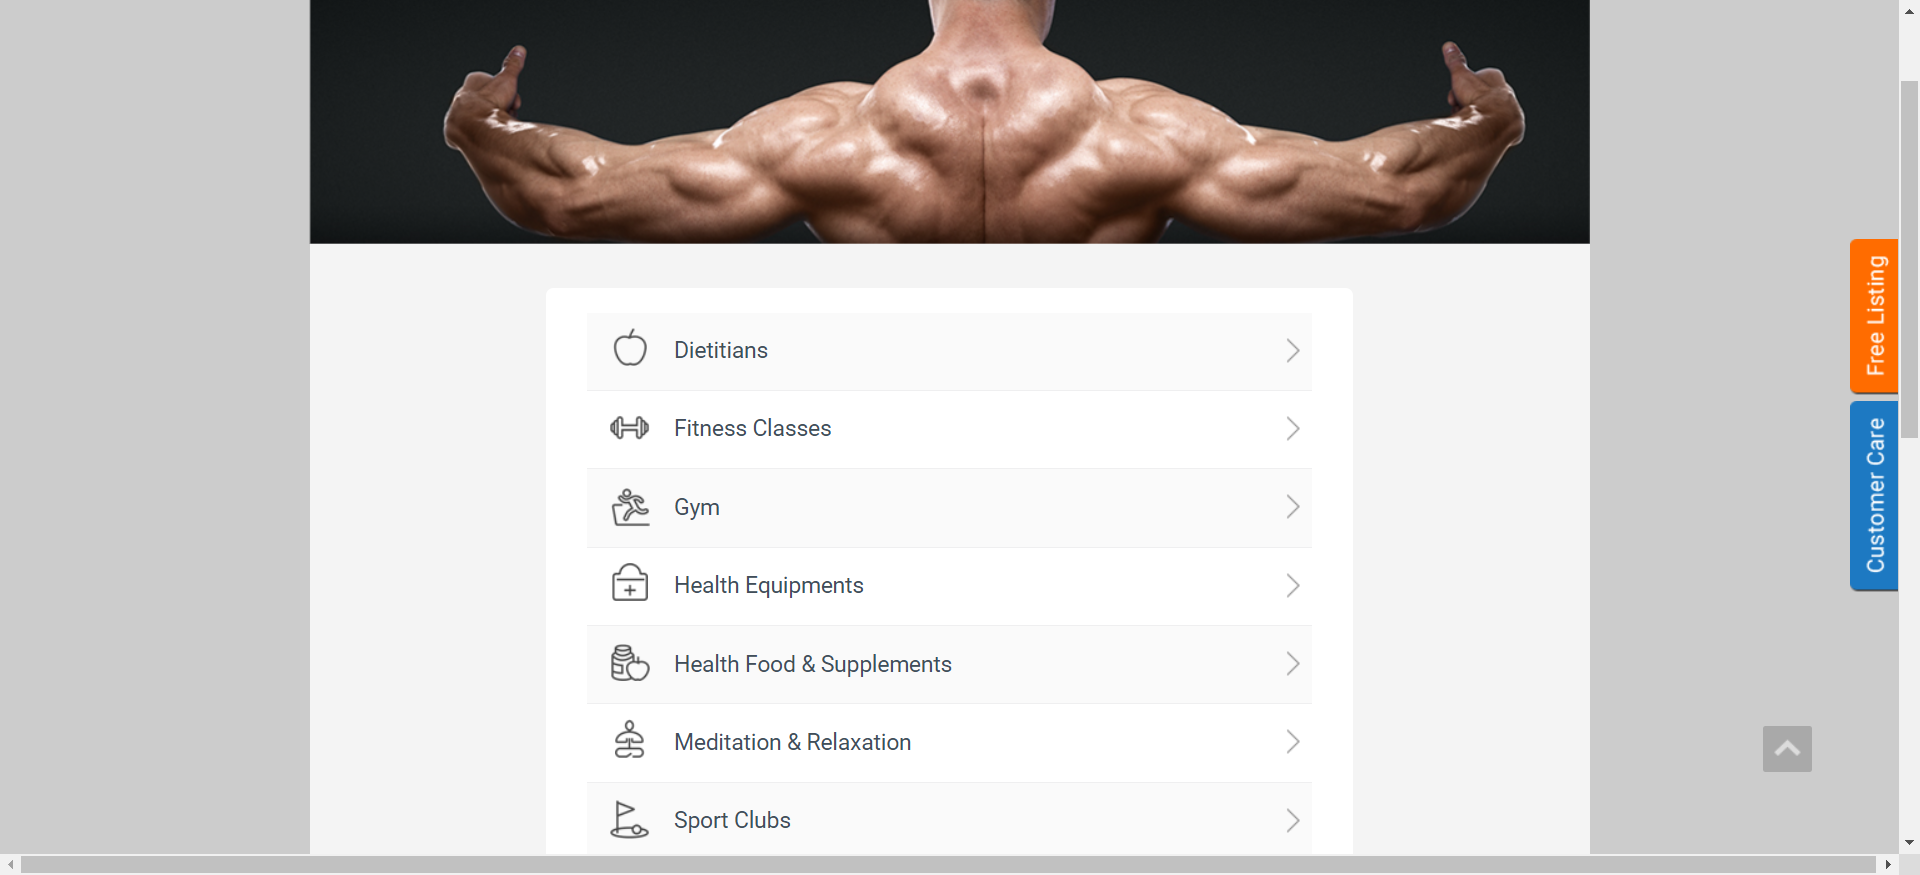 Dietitians
Fitness Classes
Gym
Health Equipments
Health Food & Supplements
Meditation & Relaxation
Sport Clubs
Free Listing
Customer Care